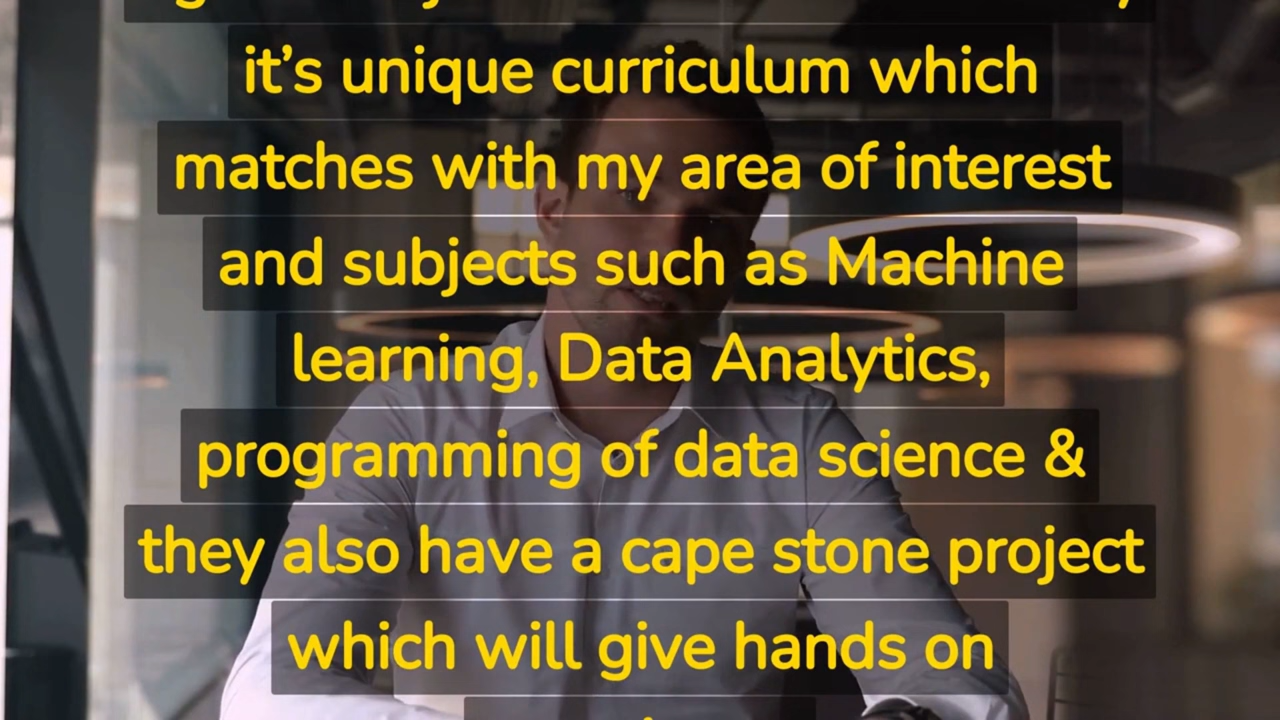 it’s unique curriculum which
matches with my area of interest
and subjects such as Machine
learning, Data Analytics,
programming of data science &
they also have a cape stone project
which will give hands on